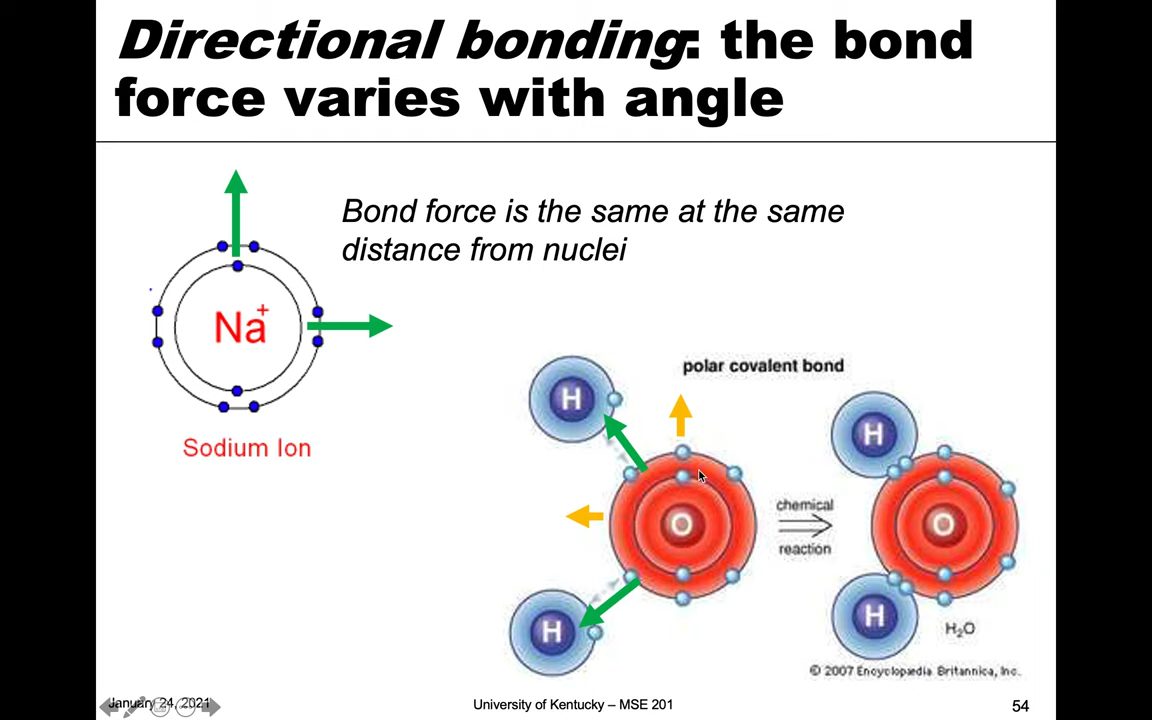 Directional bonding: the bond
force varies with angle
Bond force is the same at the same
distance from nuclei
Na+
Sodium Ion
polar covalent bond
H
H
O
chemical
reaction
H
H
O
H₂O
© 2007 Encyclopædia Britannica, Inc.
January 24, 2021
University of Kentucky – MSE 201
54